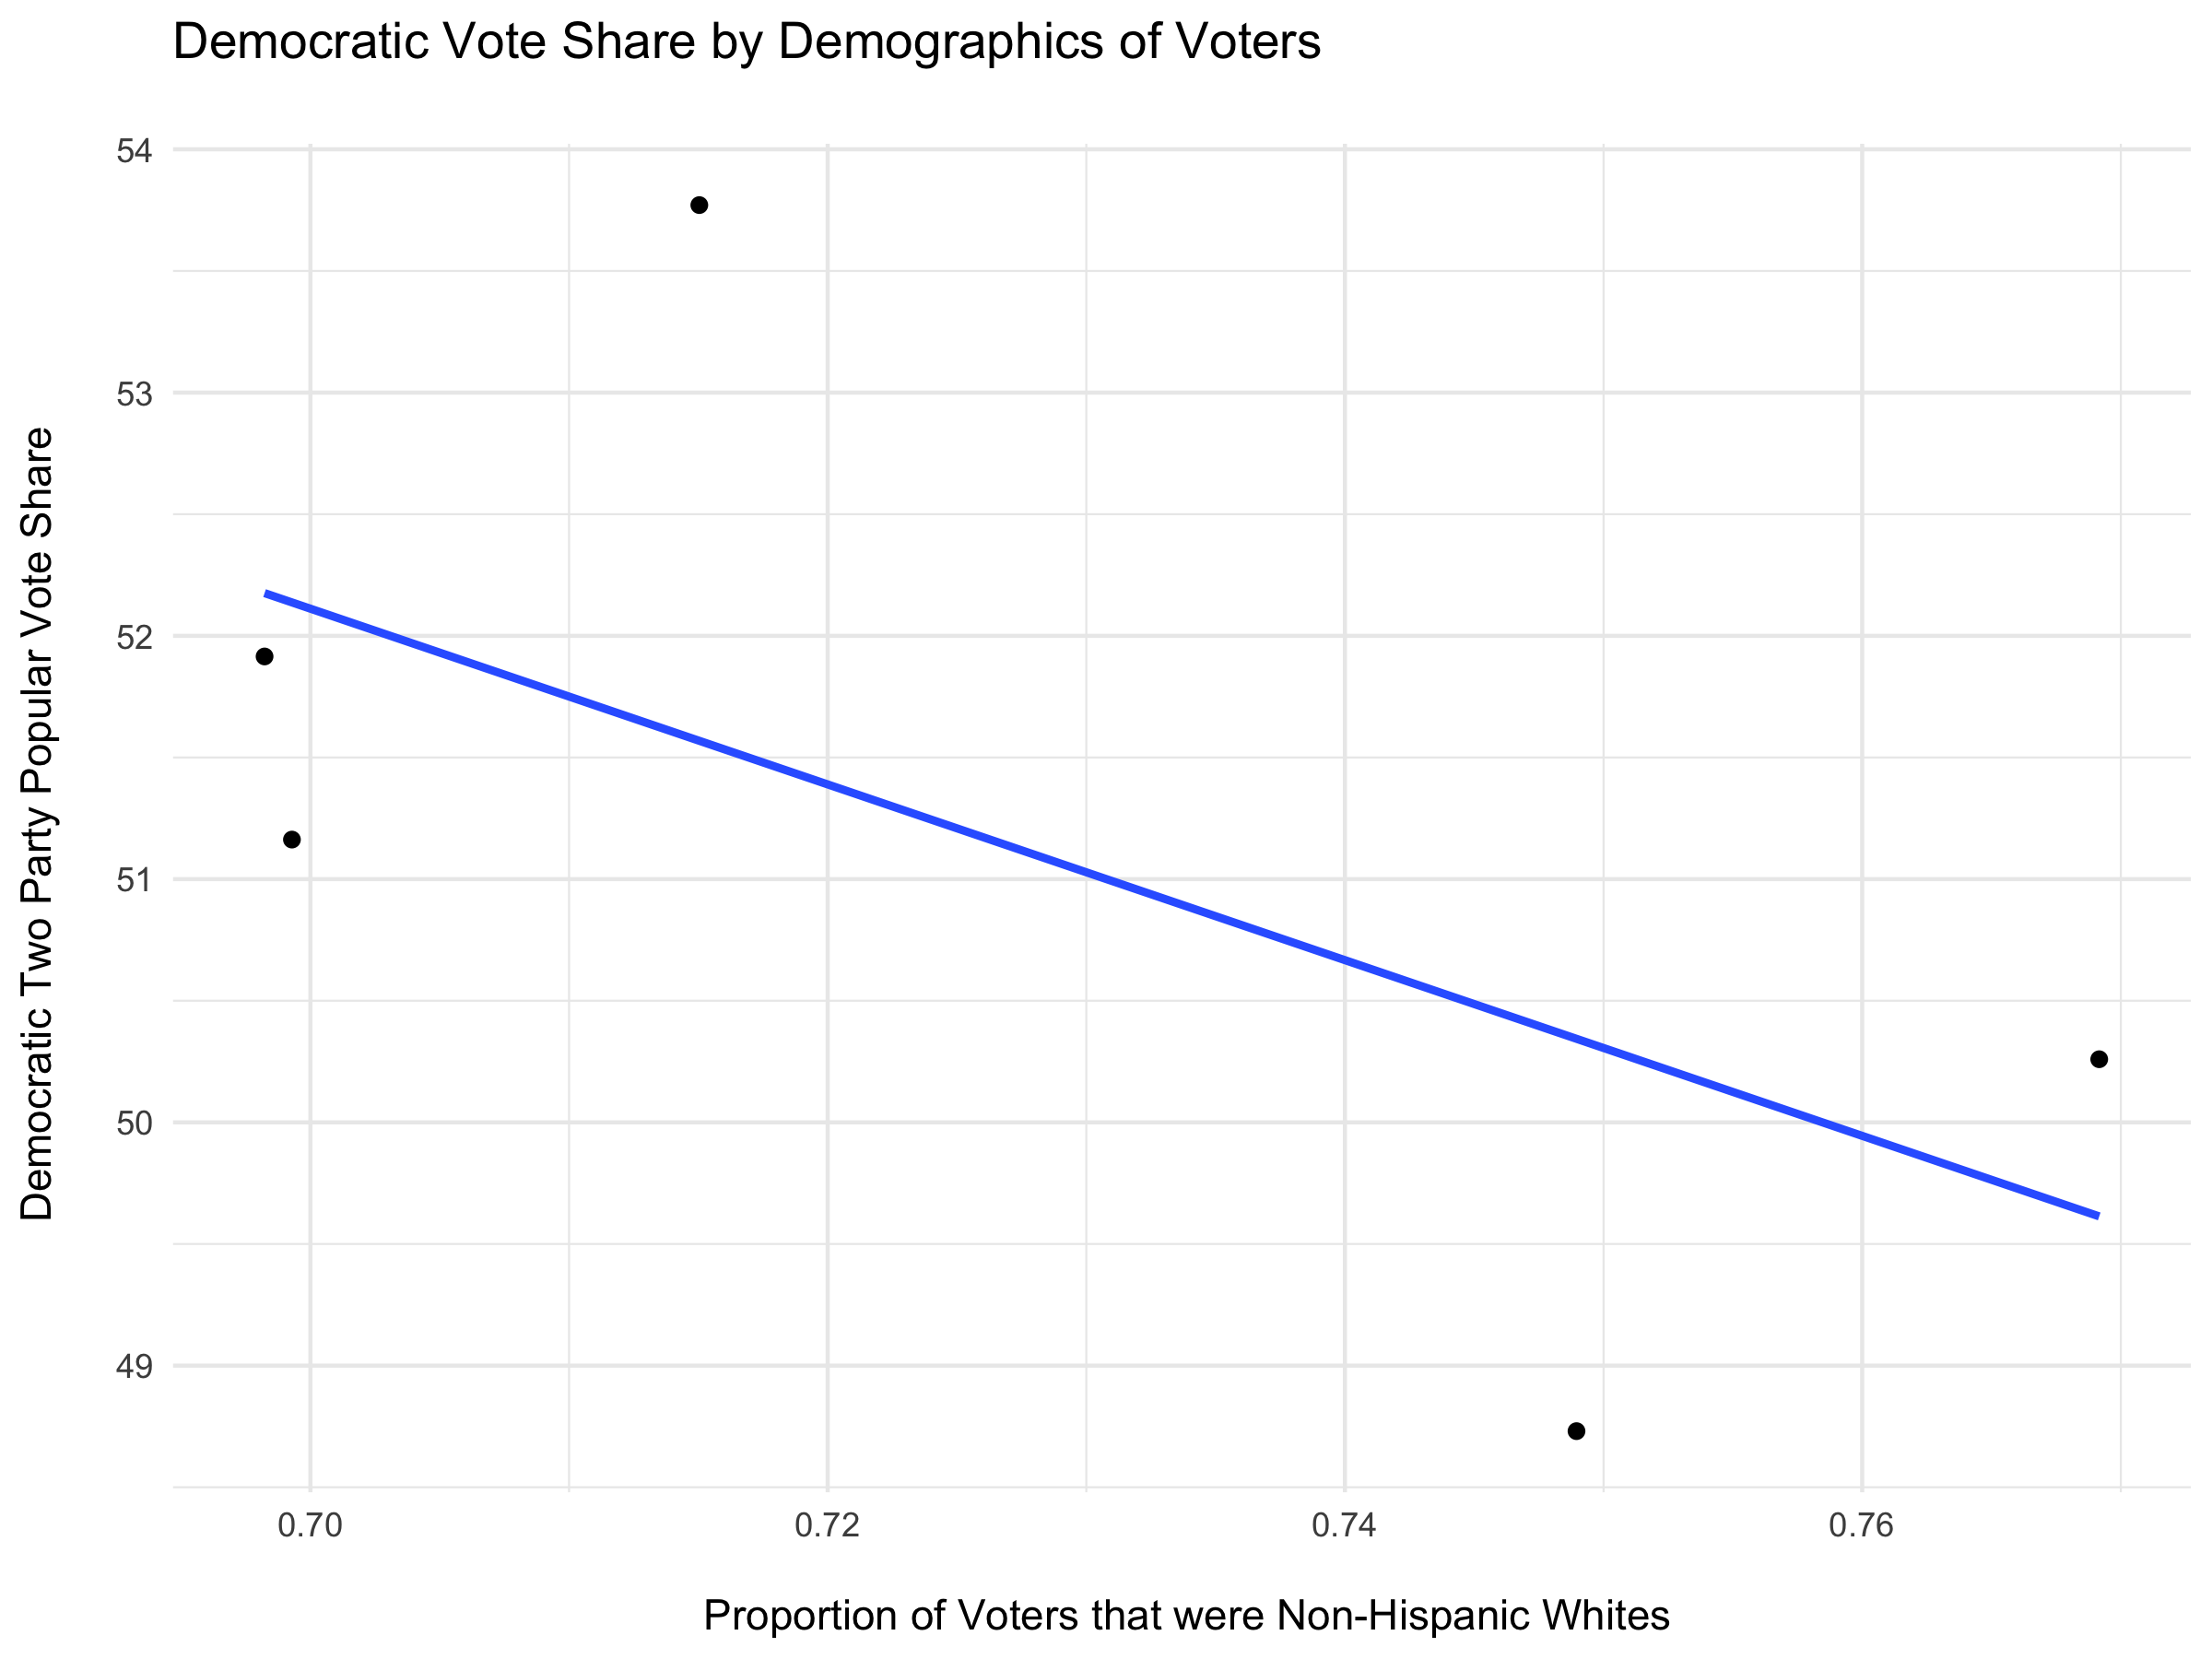 Democratic Vote Share by Demographics of Voters
Democratic Two Party Popular Vote Share
54
53
52
51
50
49
0.70 0.72 0.74 0.76
Proportion of Voters that were Non-Hispanic Whites